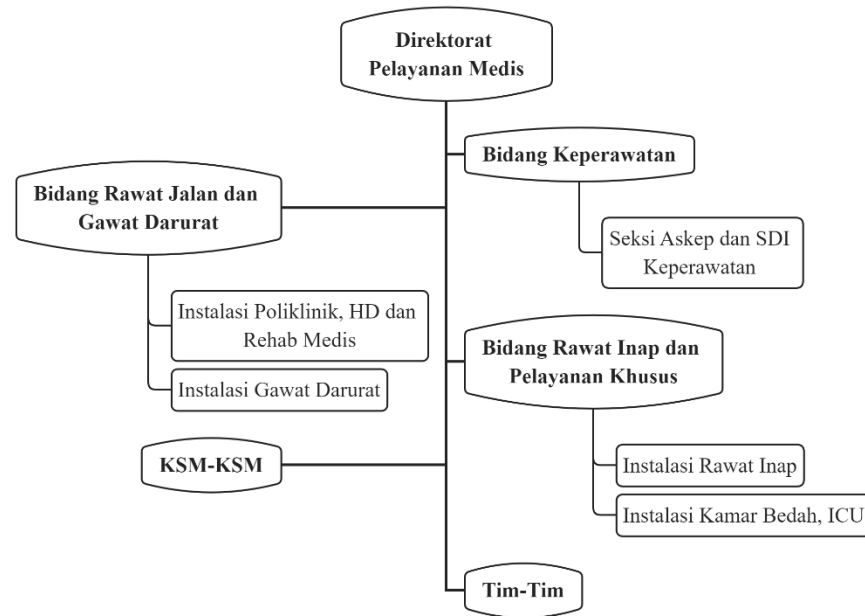 Direktorat
Pelayanan Medis
Bidang Keperawatan
Bidang Rawat Jalan dan
Gawat Darurat
Seksi Askep dan SDI
Keperawatan
Instalasi Poliklinik, HD dan
Rehab Medis
Instalasi Gawat Darurat
Bidang Rawat Inap dan
Pelayanan Khusus
KSM-KSM
Instalasi Rawat Inap
Instalasi Kamar Bedah, ICU
Tim-Tim